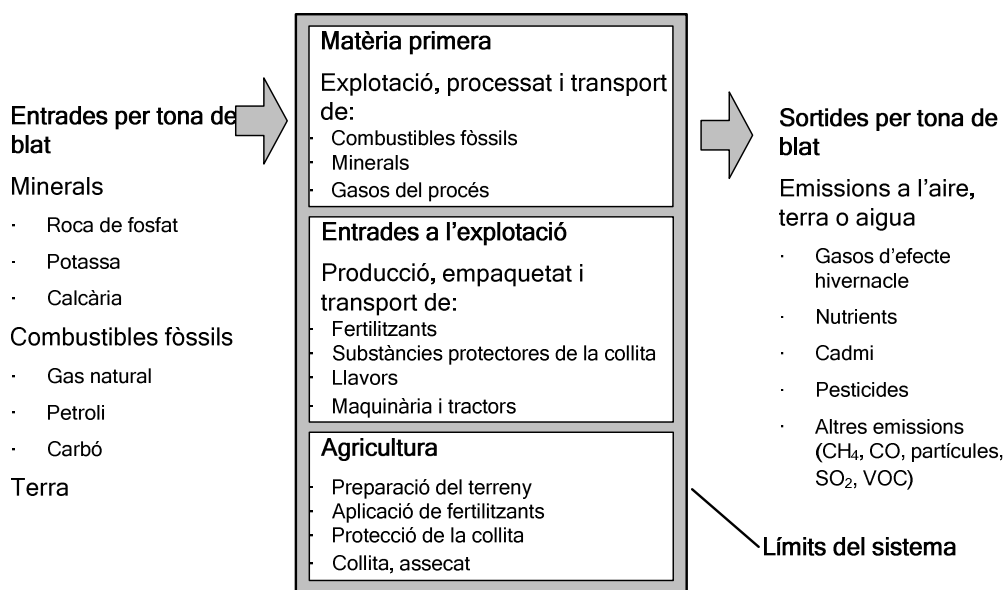 Entrades per tona de
blat
Minerals
· Roca de fosfat
· Potassa
· Calcària
Combustibles fòssils
· Gas natural
· Petroli
· Carbó
Terra
Matèria primera
Explotació, processat i transport
de:
· Combustibles fòssils
· Minerals
· Gasos del procés
Entrades a l’explotació
Producció, empaquetat i
transport de:
· Fertilitzants
· Substàncies protectores de la collita
· Llavors
· Maquinària i tractors
Agricultura
· Preparació del terreny
· Aplicació de fertilitzants
· Protecció de la collita
· Collita, assecat
Sortides per tona de
blat
Emissions a l’aire,
terra o aigua
· Gasos d’efecte
hivernacle
· Nutrients
· Cadmi
· Pesticides
· Altres emissions
(CH₄, CO, partícules,
SO₂, VOC)
Límits del sistema